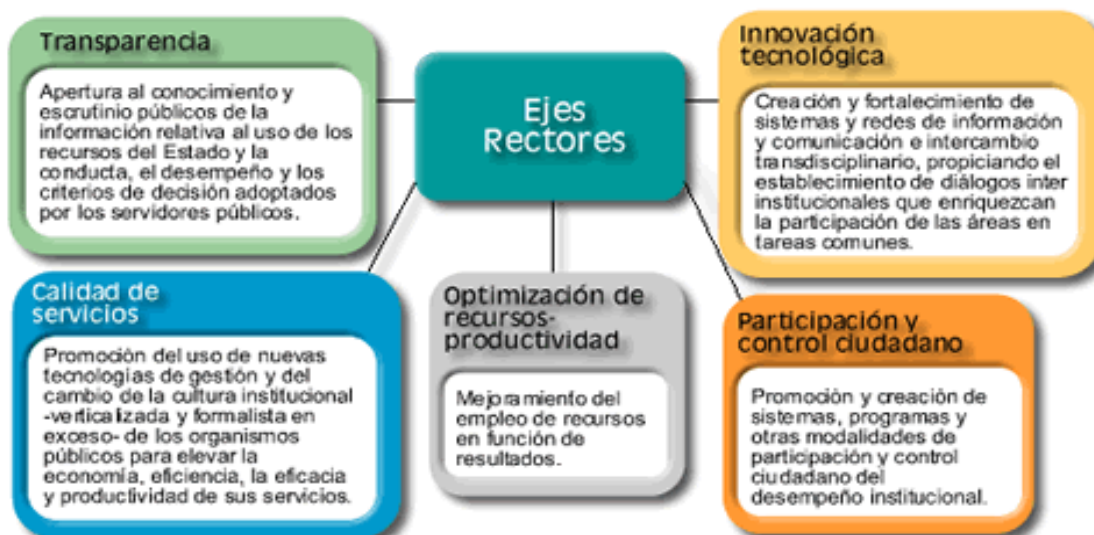 Transparencia
Apertura al conocimiento y
escrutinio públicos de la
información relativa al uso de los
recursos del Estado y la
conducta, el desempeño y los
criterios de decisión adoptados
por los servidores públicos.
Ejes
Rectores
Innovación
tecnológica
Creación y fortalecimiento de
sistemas y redes de información
y comunicación e intercambio
transdisciplinario, propiciando el
establecimiento de diálogos inter
institucionales que enriquezcan
la participación de las áreas en
tareas comunes.
Calidad de
servicios
Promoción del uso de nuevas
tecnologías de gestión y del
cambio de la cultura institucional
-verticalizada y formalista en
exceso- de los organismos
públicos para elevar la
economía, eficiencia, la eficacia
y productividad de sus servicios.
Optimización de
recursos-
productividad
Mejoramiento del
empleo de recursos
en función de
resultados.
Participación y
control ciudadano
Promoción y creación de
sistemas, programas y
otras modalidades de
participación y control
ciudadano del
desempeño institucional.